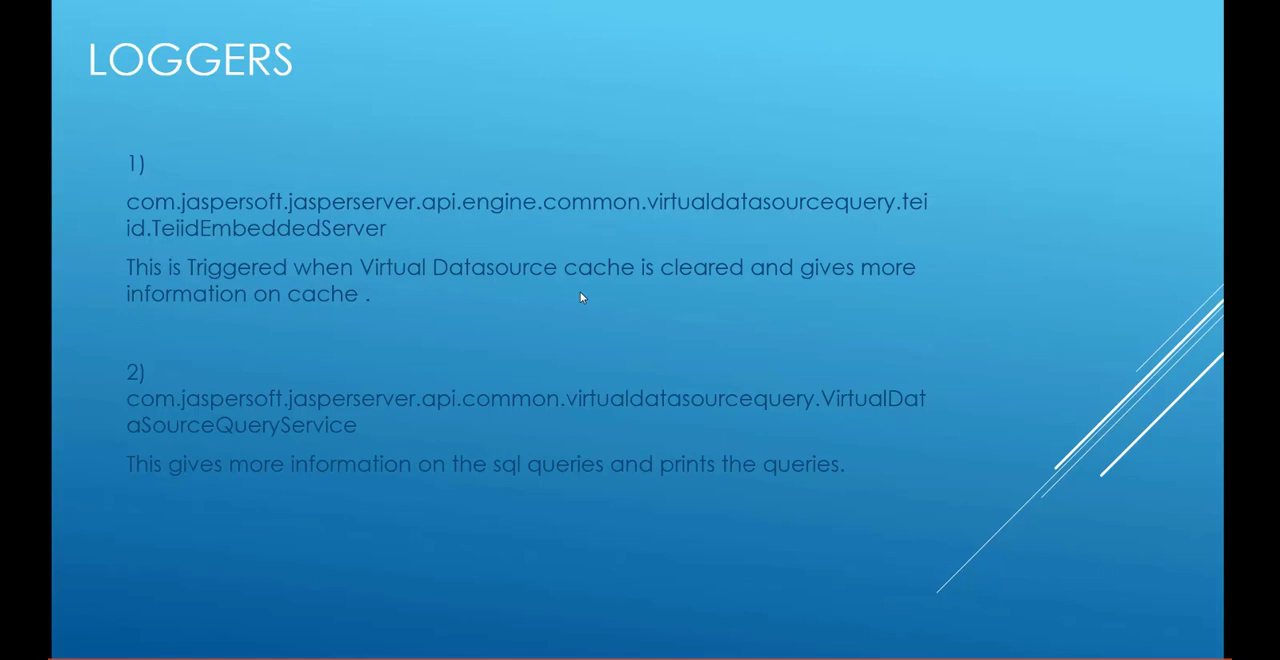 LOGGERS
1)
com.jaspersoft.jasperserver.api.engine.common.virtualdatasourcequery.tei
id.TeiidEmbeddedServer
This is Triggered when Virtual Datasource cache is cleared and gives more
information on cache .
2)
com.jaspersoft.jasperserver.api.common.virtualdatasourcequery.VirtualDat
aSourceQueryService
This gives more information on the sql queries and prints the queries.